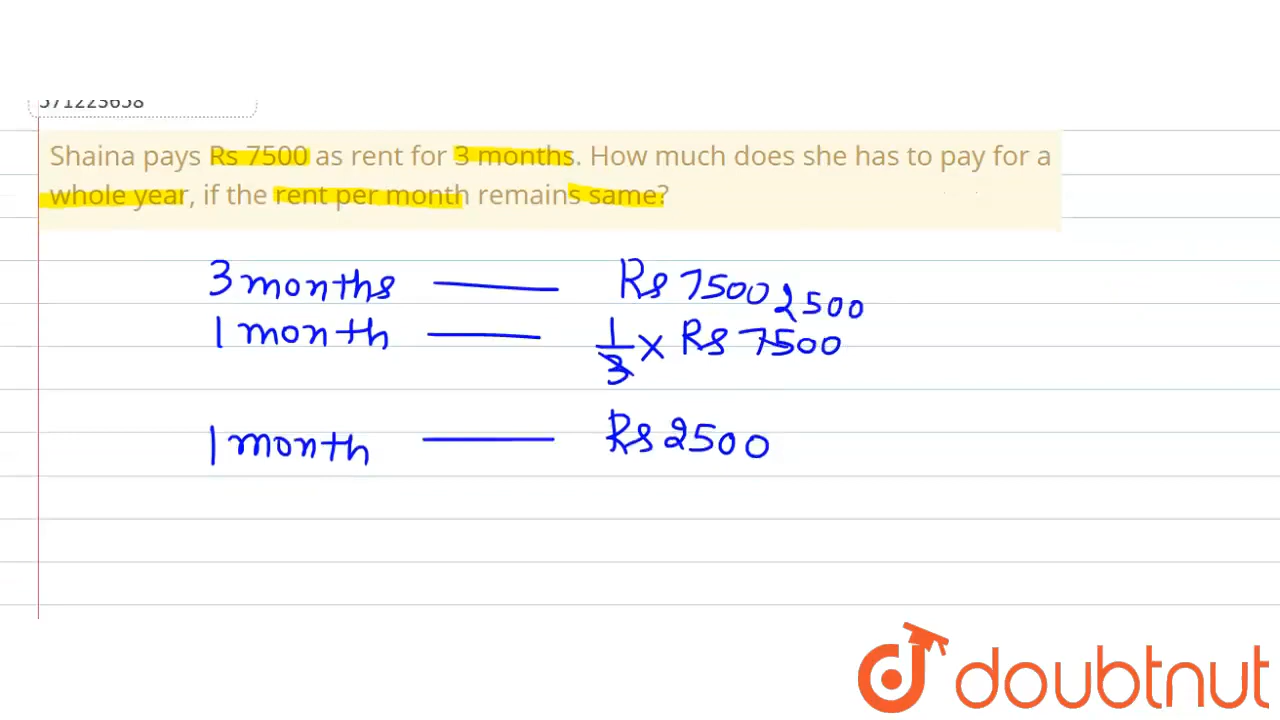 571223658
Shaina pays Rs 7500 as rent for 3 months. How much does she has to pay for a
whole year, if the rent per month remains same?
3 months — Rs 7500
2500
1 month — 1/3 × Rs 7500
1 month — Rs 2500
doubtnut